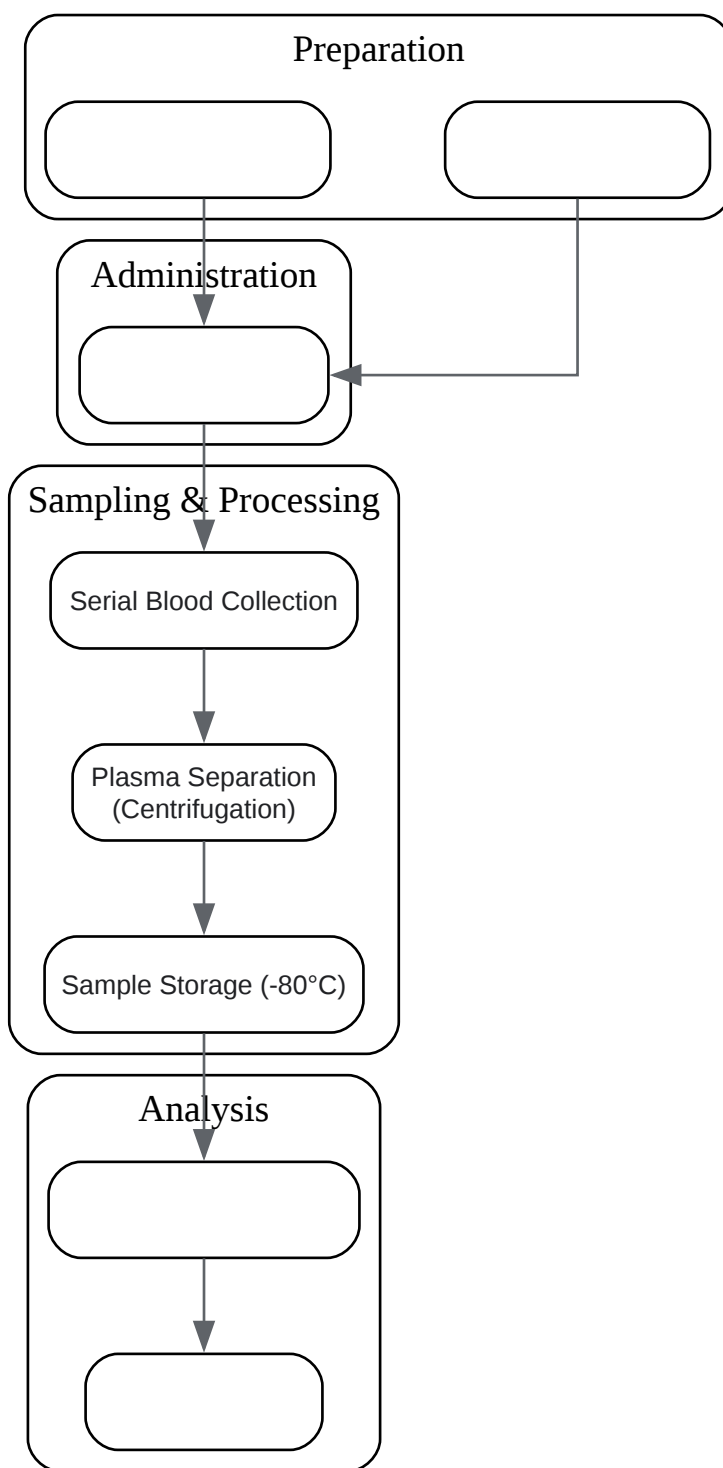 Preparation
Administration
Sampling & Processing
Serial Blood Collection
Plasma Separation
(Centrifugation)
Sample Storage (-80°C)
Analysis